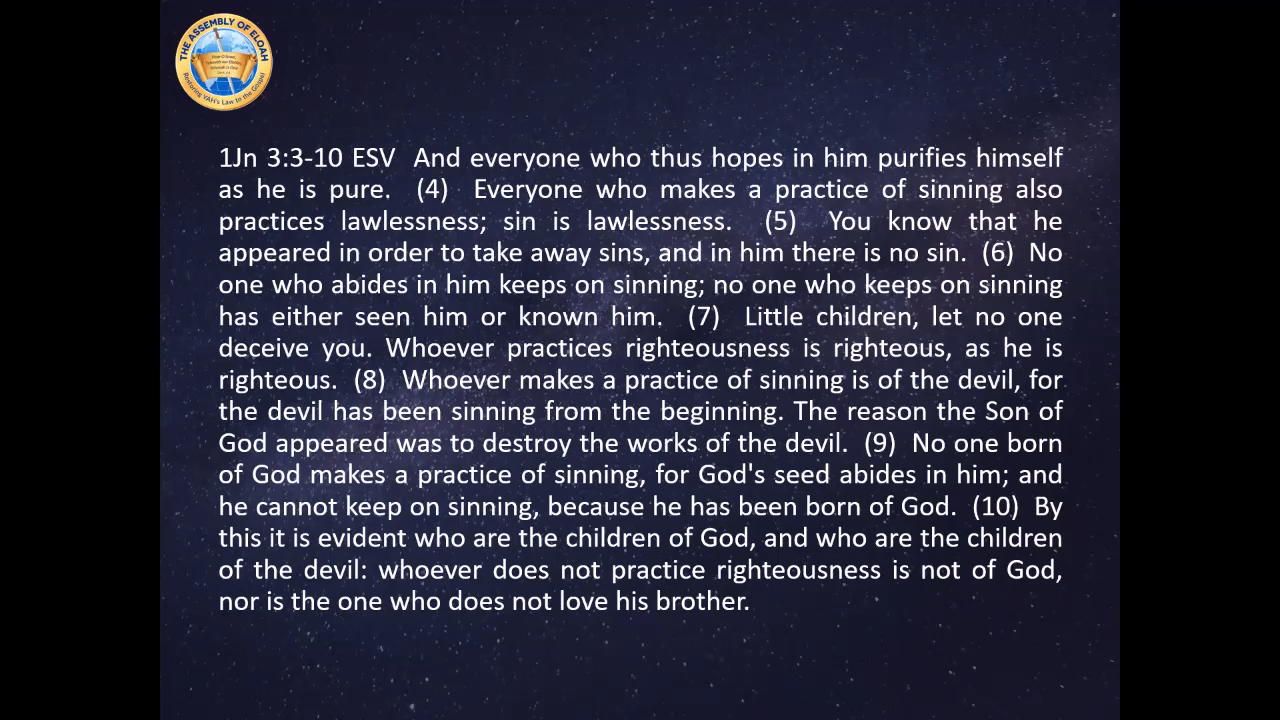 THE ASSEMBLY OF ELOAH
Restoring YAH's Law to the Gospel
1Jn 3:3-10 ESV  And everyone who thus hopes in him purifies himself
as he is pure.  (4)  Everyone who makes a practice of sinning also
practices lawlessness; sin is lawlessness.  (5)  You know that he
appeared in order to take away sins, and in him there is no sin.  (6)  No
one who abides in him keeps on sinning; no one who keeps on sinning
has either seen him or known him.  (7)  Little children, let no one
deceive you. Whoever practices righteousness is righteous, as he is
righteous.  (8)  Whoever makes a practice of sinning is of the devil, for
the devil has been sinning from the beginning. The reason the Son of
God appeared was to destroy the works of the devil.  (9)  No one born
of God makes a practice of sinning, for God's seed abides in him; and
he cannot keep on sinning, because he has been born of God.  (10)  By
this it is evident who are the children of God, and who are the children
of the devil: whoever does not practice righteousness is not of God,
nor is the one who does not love his brother.